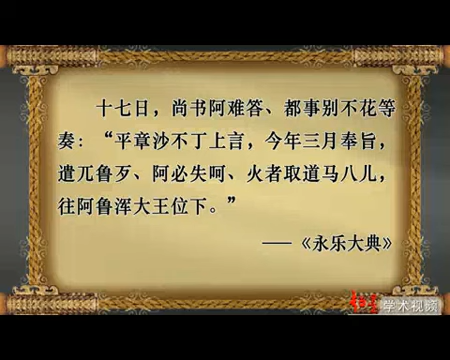 十七日，尚书阿难答、都事别不花等
奏：“平章沙不丁上言，今年三月奉旨，
遣兀鲁歹、阿必失呵、火者取道马八儿，
往阿鲁浑大王位下。”
——《永乐大典》
学术视频